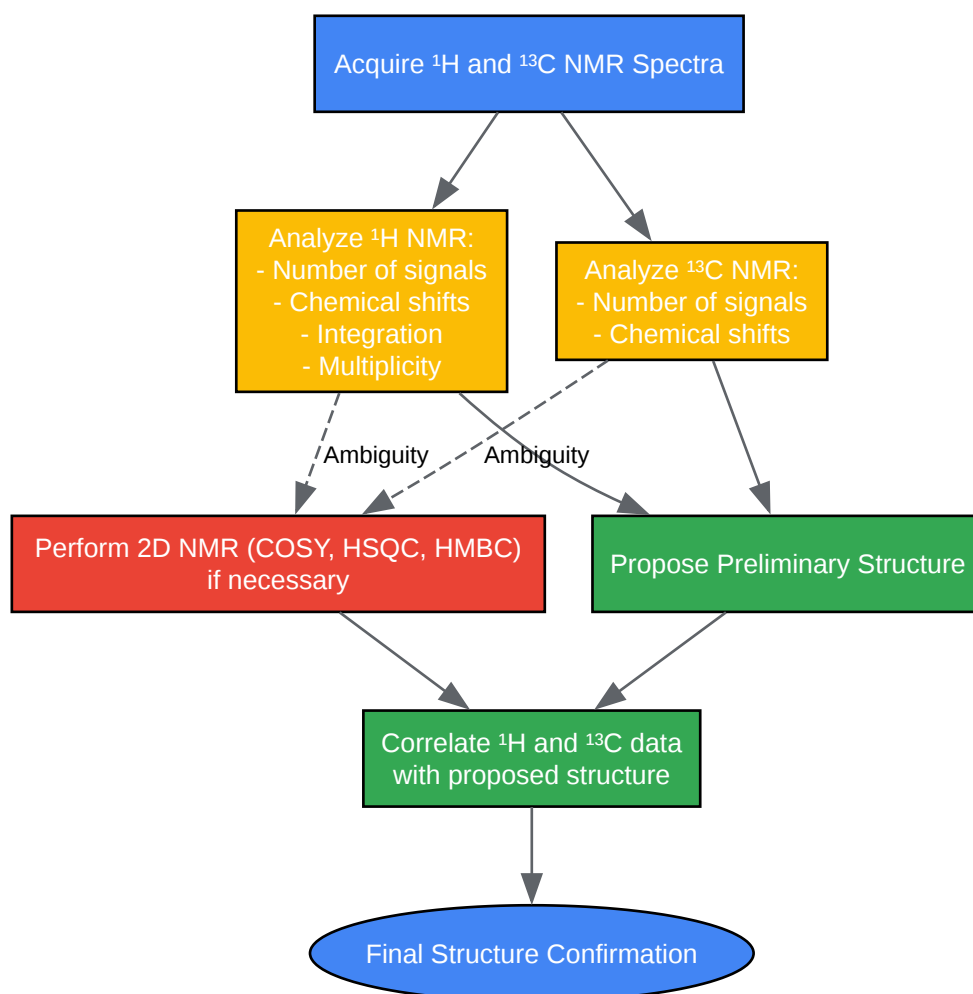 Acquire ¹H and ¹³C NMR Spectra
Analyze ¹H NMR:
- Number of signals
- Chemical shifts
- Integration
- Multiplicity
Analyze ¹³C NMR:
- Number of signals
- Chemical shifts
Ambiguity
Ambiguity
Perform 2D NMR (COSY, HSQC, HMBC)
if necessary
Propose Preliminary Structure
Correlate ¹H and ¹³C data
with proposed structure
Final Structure Confirmation